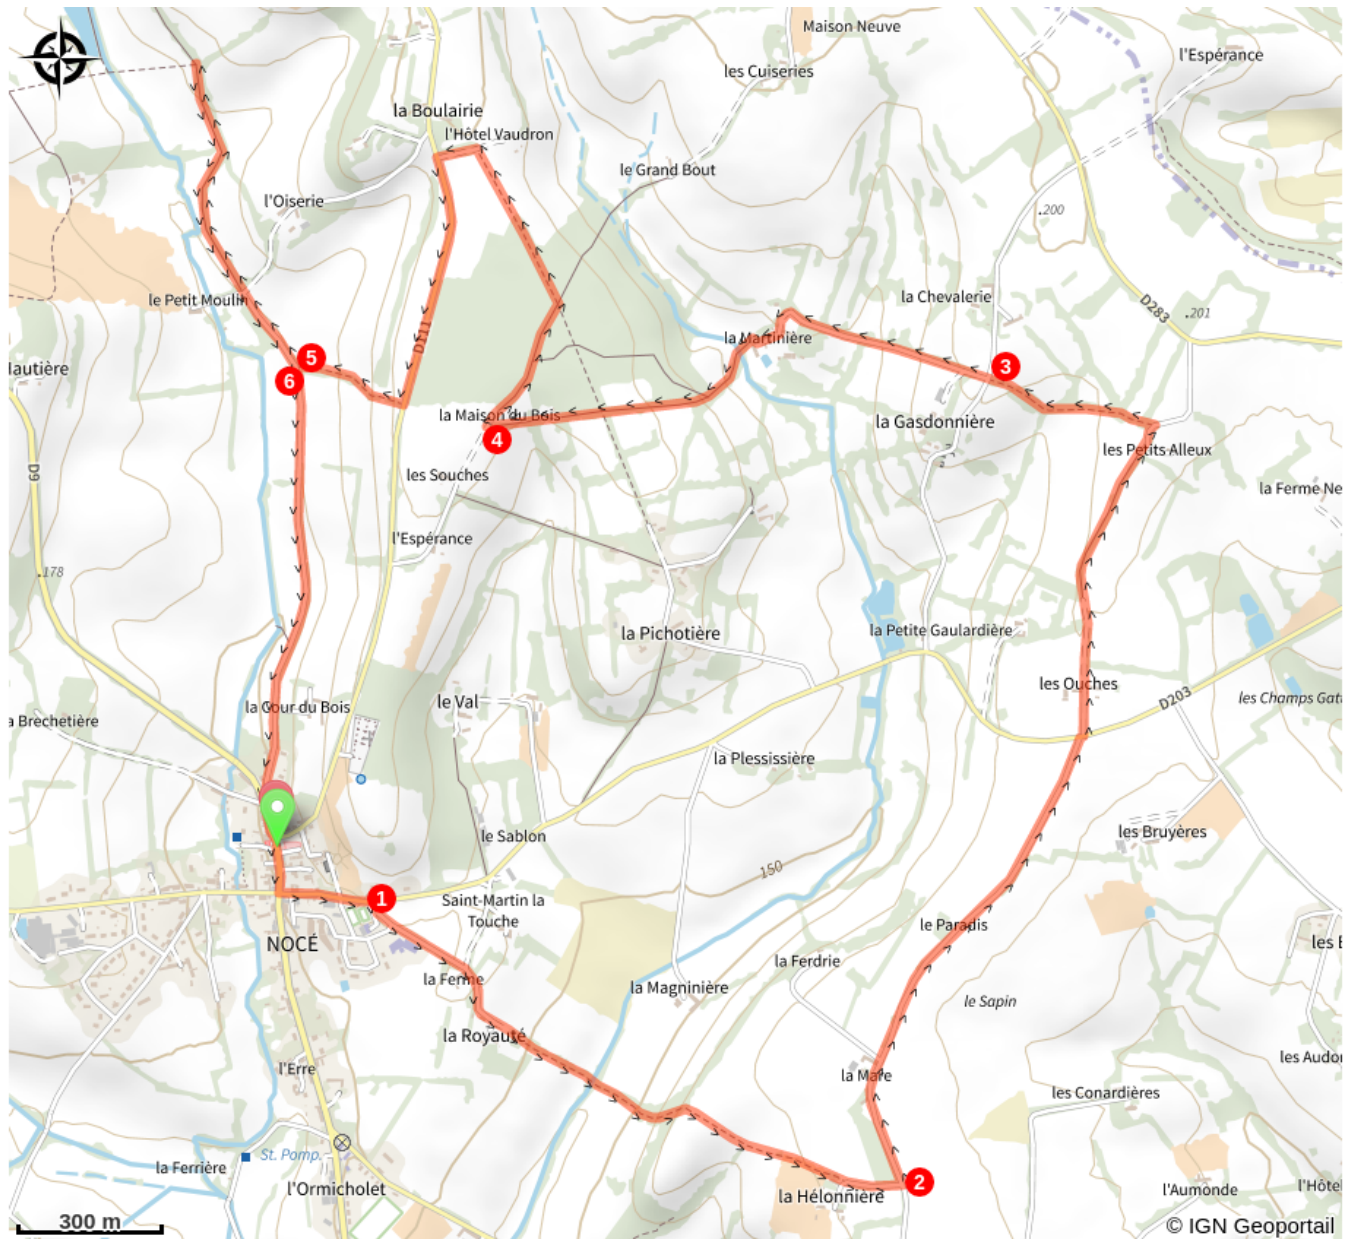 Maison Neuve
l'Espérance
les Cuiseries
la Boulairie
l'Hôtel Vaudron
le Grand Bout
l'Oiserie
.200
la Chevalerie
le Petit Moulin
D283
.201
D111
la Martinière
5
3
6
la Maison du Bois
la Gasdonnière
4
les Petits Alleux
D9
les Souches
la Ferme Ne
l'Espérance
.178
la Pichotière
la Petite Gaulardière
les Ouches
D203
les Champs Gat
le Val
la Cour du Bois
a Brechetière
la Plessissière
le Sablon
les Bruyères
150
1
Saint-Martin la
Touche
le Paradis
NOCÉ
les B
la Ferdrie
la Ferme
la Magninière
le Sapin
la Royauté
l'Erre
la Mare
les Audo
les Conardières
St. Pomp.
la Ferrière
l'Ormicholet
la Hélonnière
2
l'Aumonde
l'Hôtel
300 m
© IGN Geoportail